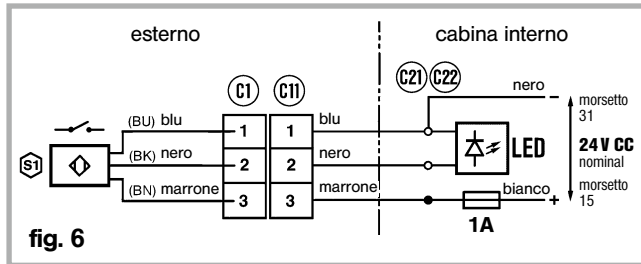 esterno
cabina interno
C1 C11
C21 C22
nero
morsetto
31
24V CC
nominal
morsetto
15
S1
(BU) blu
1 1 blu
(BK) nero
2 2 nero
LED
(BN) marrone
3 3 marrone
bianco
1A
fig. 6